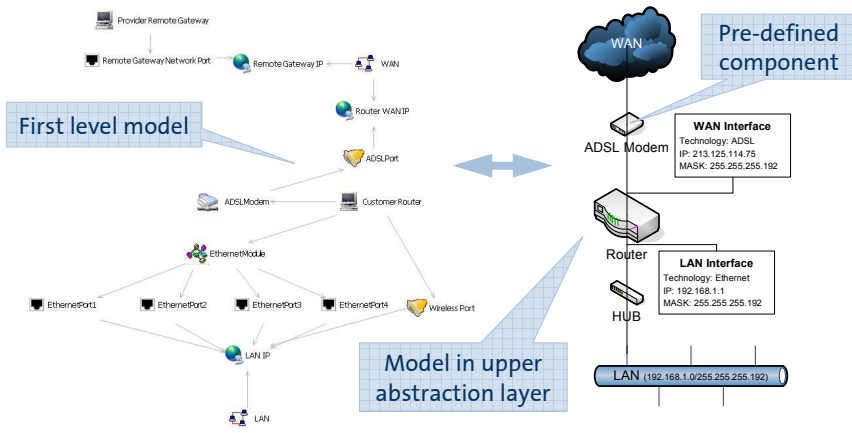 Provider Remote Gateway
Remote Gateway Network Port
Remote Gateway IP
WAN
Router WAN IP
First level model
ADSLPort
ADSLModem
Customer Router
EthernetModule
EthernetPort1
EthernetPort2
EthernetPort3
EthernetPort4
Wireless Port
LAN IP
LAN
WAN
Pre-defined
component
ADSL Modem
WAN Interface
Technology: ADSL
IP: 213.125.114.75
MASK: 255.255.255.192
Router
LAN Interface
Technology: Ethernet
IP: 192.168.1.1
MASK: 255.255.255.192
HUB
Model in upper
abstraction layer
LAN (192.168.1.0/255.255.255.192)